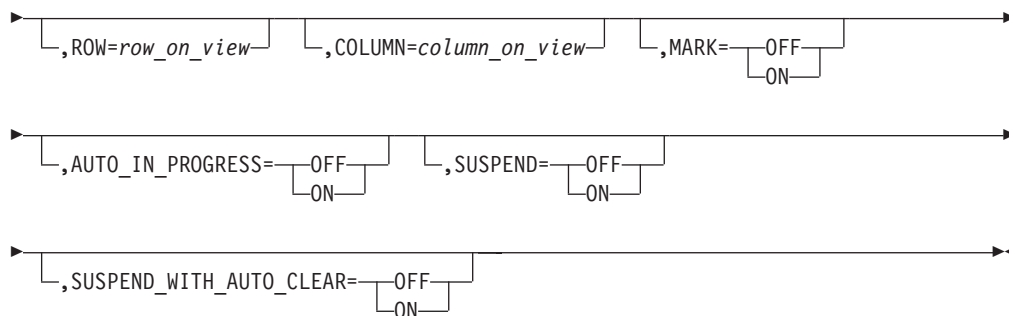 ,ROW=row_on_view ,COLUMN=column_on_view ,MARK= OFF
ON
,AUTO_IN_PROGRESS= OFF ,SUSPEND= OFF
ON ON
,SUSPEND_WITH_AUTO_CLEAR= OFF
ON